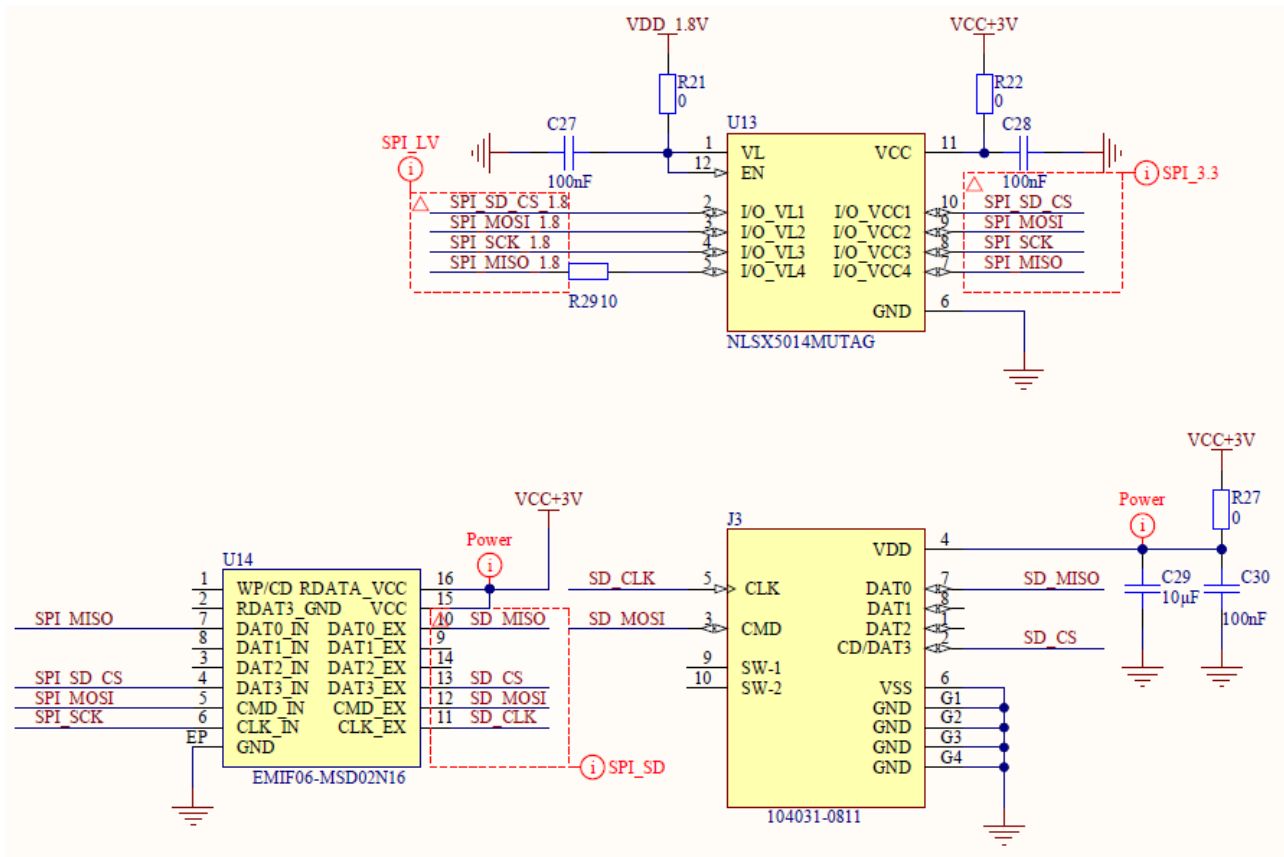 VDD_1.8V
VCC+3V
R21
0
R22
0
U13
C27
100nF
C28
100nF
SPI_LV
i
i
SPI_3.3
1
VL
VCC
11
12
EN
SPI_SD_CS_1.8
2
I/O_VL1
I/O_VCC1
10
SPI_SD_CS
SPI_MOSI_1.8
3
I/O_VL2
I/O_VCC2
9
SPI_MOSI
SPI_SCK_1.8
4
I/O_VL3
I/O_VCC3
8
SPI_SCK
SPI_MISO_1.8
5
I/O_VL4
I/O_VCC4
7
SPI_MISO
R2910
GND
6
NLSX5014MUTAG
VCC+3V
Power
i
U14
1
WP/CD
RDATA_VCC
16
2
RDAT3_GND
VCC
15
SPI_MISO
7
DAT0_IN
DAT0_EX
10
SD_MISO
8
DAT1_IN
DAT1_EX
9
3
DAT2_IN
DAT2_EX
14
SPI_SD_CS
4
DAT3_IN
DAT3_EX
13
SD_CS
SPI_MOSI
5
CMD_IN
CMD_EX
12
SD_MOSI
SPI_SCK
6
CLK_IN
CLK_EX
11
SD_CLK
EP
GND
EMIF06-MSD02N16
i
SPI_SD
VCC+3V
R27
0
Power
i
J3
VDD
4
C29
10µF
C30
100nF
SD_CLK
5
CLK
DAT0
7
SD_MISO
DAT1
8
SD_MOSI
3
CMD
DAT2
1
CD/DAT3
2
SD_CS
9
SW-1
10
SW-2
VSS
6
GND
G1
GND
G2
GND
G3
GND
G4
104031-0811